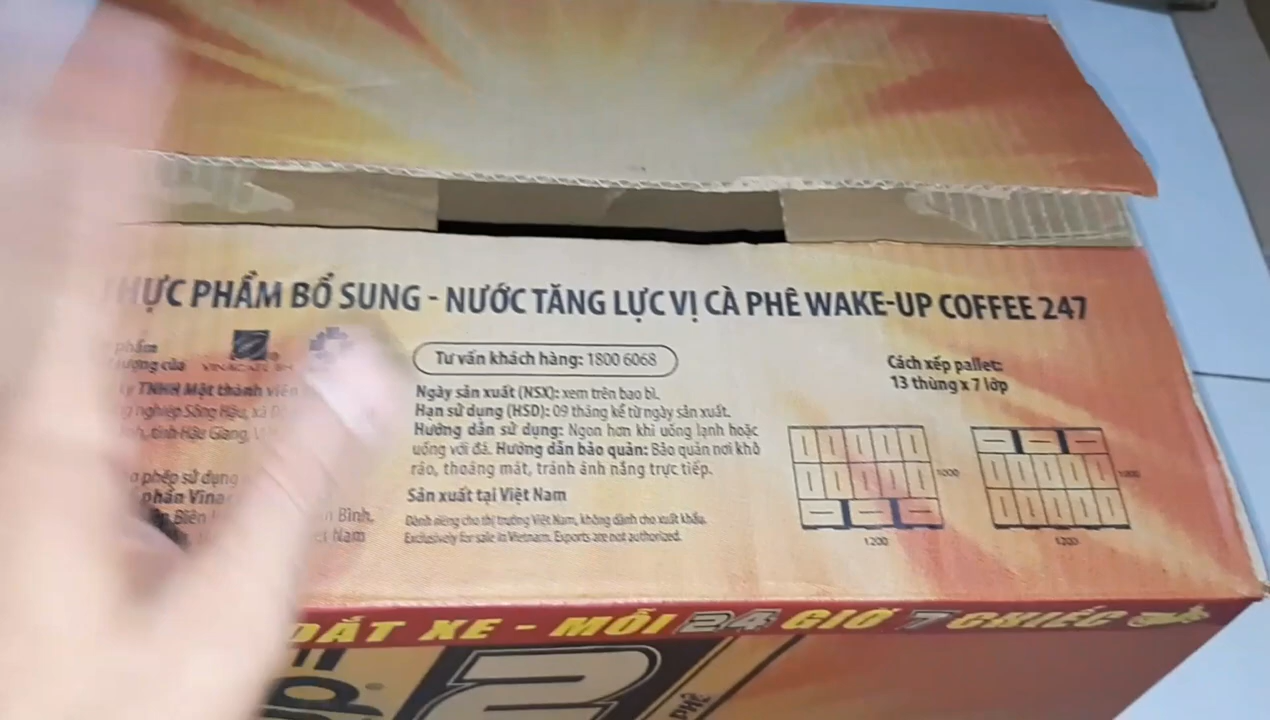 THỰC PHẨM BỔ SUNG - NƯỚC TĂNG LỰC VỊ CÀ PHÊ WAKE-UP COFFEE 247
phẩm
lượng của
VINACAFÉ BH
Tư vấn khách hàng: 1800 6068
Cách xếp pallet:
13 thùng x 7 lớp
ty TNHH Một thành viên
nghiệp Sông Hậu, xã
tỉnh Hậu Giang,
phép sử dụng
phần Vina
Biên
Bình,
Nam
Ngày sản xuất (NSX): xem trên bao bì.
Hạn sử dụng (HSD): 09 tháng kể từ ngày sản xuất.
Hướng dẫn sử dụng: Ngon hơn khi uống lạnh hoặc
uống với đá. Hướng dẫn bảo quản: Bảo quản nơi khô
ráo, thoáng mát, tránh ánh nắng trực tiếp.
Sản xuất tại Việt Nam
Dành riêng cho thị trường Việt Nam, không dành cho xuất khẩu.
Exclusively for sale in Vietnam. Exports are not authorized.
1000
1200
1000
1200
DẮT XE - MỖI 24 GIỜ 7 CHIẾC
up
2
PHÊ